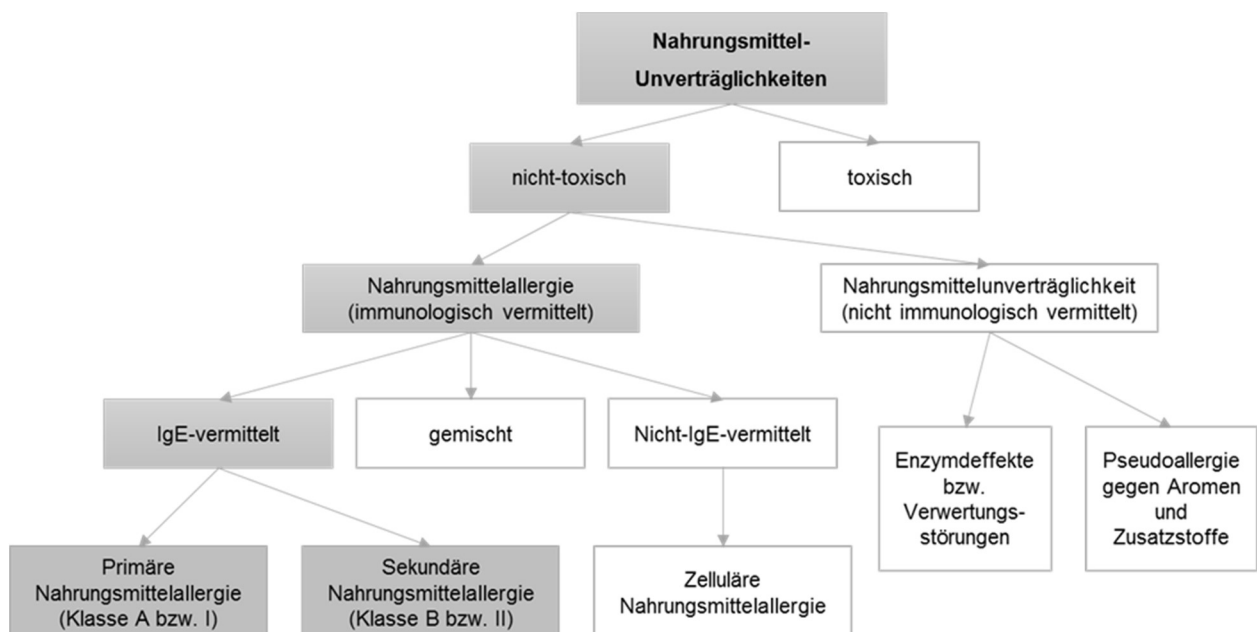 Nahrungsmittel-
Unverträglichkeiten
nicht-toxisch
toxisch
Nahrungsmittelallergie
(immunologisch vermittelt)
Nahrungsmittelunverträglichkeit
(nicht immunologisch vermittelt)
IgE-vermittelt
gemischt
Nicht-IgE-vermittelt
Enzymdeffekte
bzw.
Verwertungs-
störungen
Pseudoallergie
gegen Aromen
und
Zusatzstoffe
Primäre
Nahrungsmittelallergie
(Klasse A bzw. I)
Sekundäre
Nahrungsmittelallergie
(Klasse B bzw. II)
Zelluläre
Nahrungsmittelallergie